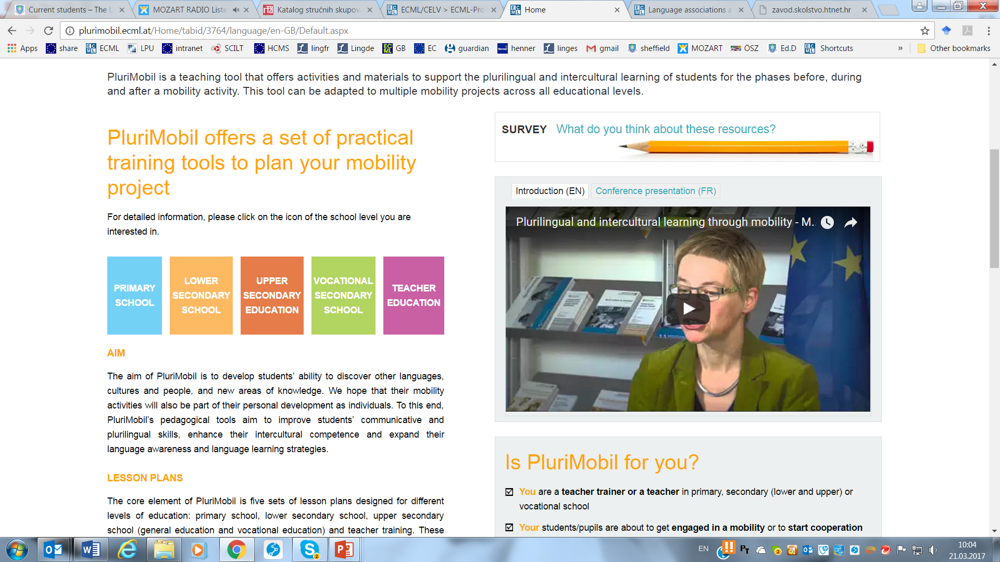 Current students – The U
MOZART RADIO Liste
Katalog stručnih skupov
ECML/CELV > ECML-Pro
Home
Language associations a
zavod.skolstvo.htnet.hr
plurimobil.ecml.at/Home/tabid/3764/language/en-GB/Default.aspx
Apps share ECML LPU intranet SCILT HCMS lingfr Lingde GB EC guardian henner linges gmail sheffield MOZART ÖSZ Ed.D Shortcuts » Other bookmarks
PluriMobil is a teaching tool that offers activities and materials to support the plurilingual and intercultural learning of students for the phases before, during
and after a mobility activity. This tool can be adapted to multiple mobility projects across all educational levels.
PluriMobil offers a set of practical
training tools to plan your mobility
project
For detailed information, please click on the icon of the school level you are
interested in.
PRIMARY
SCHOOL
LOWER
SECONDARY
SCHOOL
UPPER
SECONDARY
EDUCATION
VOCATIONAL
SECONDARY
SCHOOL
TEACHER
EDUCATION
AIM
The aim of PluriMobil is to develop students' ability to discover other languages,
cultures and people, and new areas of knowledge. We hope that their mobility
activities will also be part of their personal development as individuals. To this end,
PluriMobil's pedagogical tools aim to improve students' communicative and
plurilingual skills, enhance their intercultural competence and expand their
language awareness and language learning strategies.
LESSON PLANS
The core element of PluriMobil is five sets of lesson plans designed for different
levels of education: primary school, lower secondary school, upper secondary
school (general education and vocational education) and teacher training. These
SURVEY What do you think about these resources?
Introduction (EN) Conference presentation (FR)
Plurilingual and intercultural learning through mobility - M...
Is PluriMobil for you?
You are a teacher trainer or a teacher in primary, secondary (lower and upper) or
vocational school
Your students/pupils are about to get engaged in a mobility or to start cooperation
EN
10:04
21.03.2017